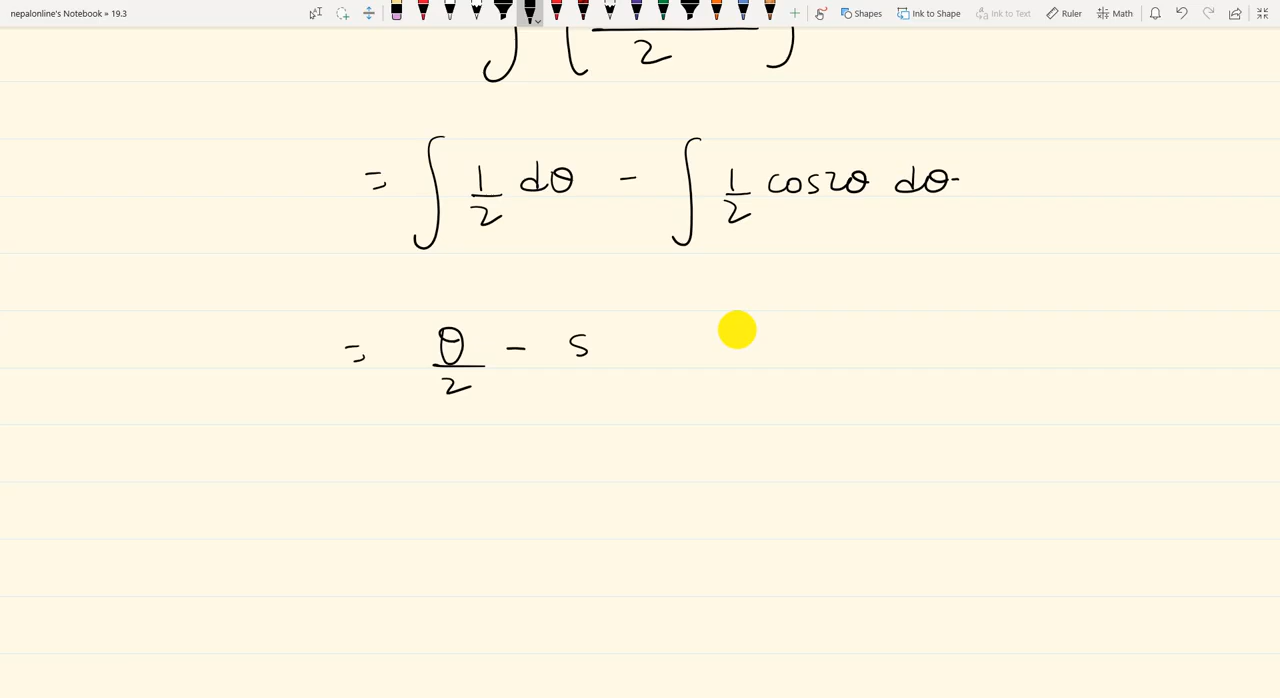 nepalonline's Notebook » 19.3
Shapes Ink to Shape Ink to Text Ruler Math
∫ ( — / 2 )
= ∫ 1/2 dθ - ∫ 1/2 cos2θ dθ
= θ/2 - s